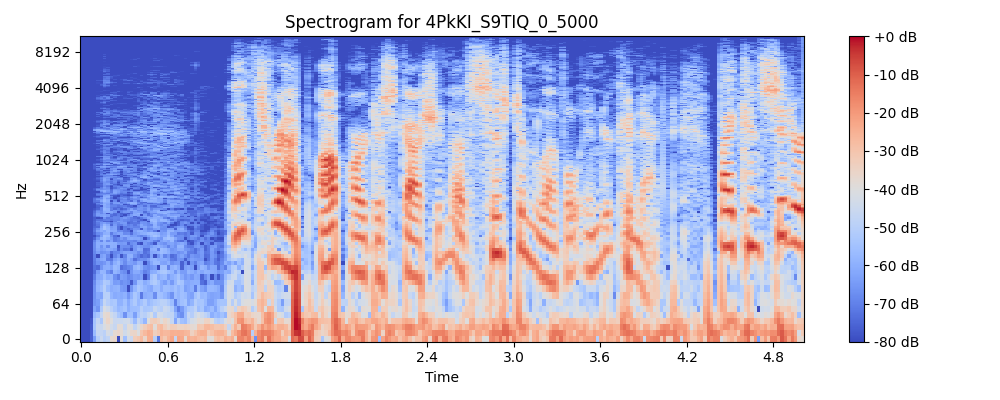 Spectrogram for 4PkKI_S9TIQ_0_5000
Hz
8192
4096
2048
1024
512
256
128
64
0
0.0 0.6 1.2 1.8 2.4 3.0 3.6 4.2 4.8
Time
+0 dB
-10 dB
-20 dB
-30 dB
-40 dB
-50 dB
-60 dB
-70 dB
-80 dB